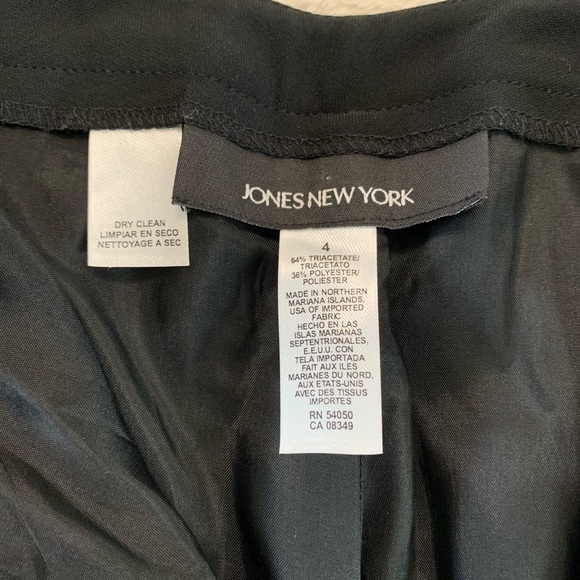 DRY CLEAN
LIMPIAR EN SECO
NETTOYAGE A SEC
JONES NEW YORK
4
64% TRIACETATE/
TRIACETATO
36% POLYESTER/
POLIESTER
MADE IN NORTHERN
MARIANA ISLANDS,
USA OF IMPORTED
FABRIC
HECHO EN LAS
ISLAS MARIANAS
SEPTENTRIONALES,
E.E.U.U. CON
TELA IMPORTADA
FAIT AUX ILES
MARIANES DU NORD,
AUX ETATS-UNIS
AVEC DES TISSUS
IMPORTES
RN 54050
CA 08349